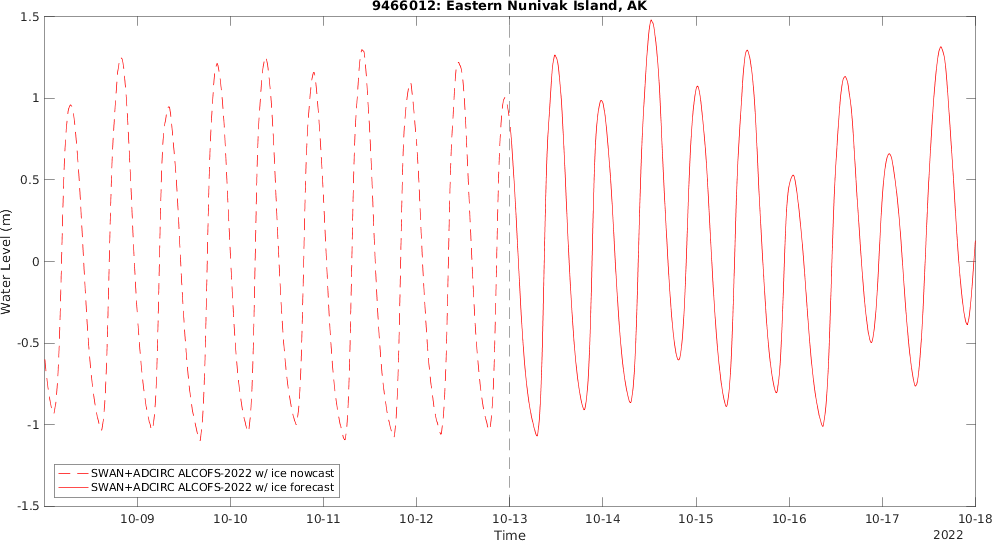 9466012: Eastern Nunivak Island, AK
1.5
1
0.5
0
-0.5
-1
-1.5
Water Level (m)
SWAN+ADCIRC ALCOFS-2022 w/ ice nowcast
SWAN+ADCIRC ALCOFS-2022 w/ ice forecast
10-09 10-10 10-11 10-12 10-13 10-14 10-15 10-16 10-17 10-18
Time
2022